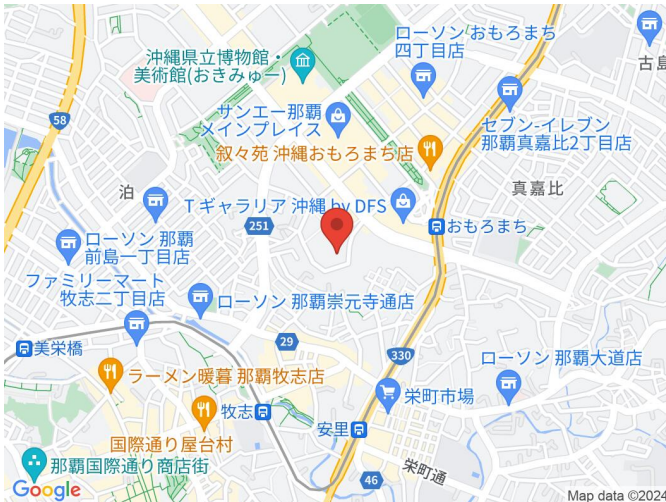 ローソン おもろまち
四丁目店
古島
沖縄県立博物館・
美術館(おきみゅー)
58
サンエー那覇
メインプレイス
セブン-イレブン
那覇真嘉比2丁目店
叙々苑 沖縄おもろまち店
真嘉比
泊
Tギャラリア 沖縄 by DFS
251
おもろまち
ローソン 那覇
前島一丁目店
ファミリーマート
牧志二丁目店
ローソン 那覇崇元寺通店
29
330
美栄橋
ローソン 那覇大道店
ラーメン暖暮 那覇牧志店
栄町市場
牧志
安里
国際通り屋台村
那覇国際通り商店街
46
栄町通
Google
Map data ©2024